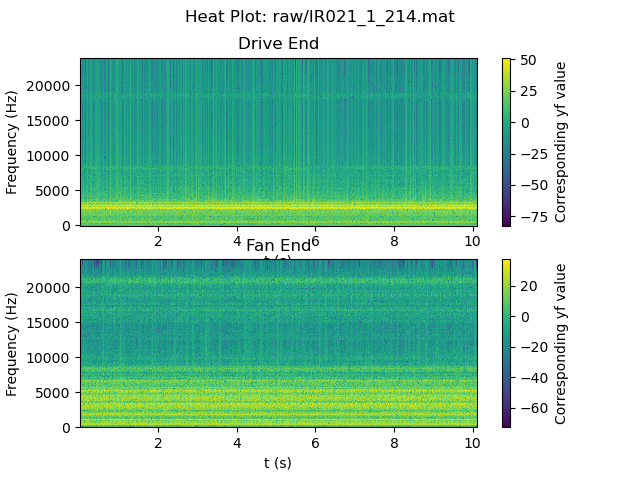 Heat Plot: raw/IR021_1_214.mat
Drive End
Frequency (Hz)
20000
15000
10000
5000
0
2 4 6 8 10
t (s)
50
25
0
−25
−50
−75
Corresponding yf value
Fan End
Frequency (Hz)
20000
15000
10000
5000
0
2 4 6 8 10
t (s)
20
0
−20
−40
−60
Corresponding yf value